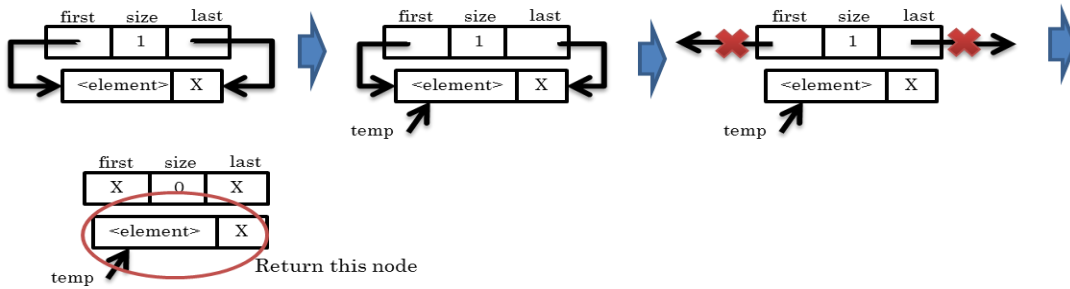 first size last
1
<element> X
first size last
1
<element> X
temp
first size last
1
<element> X
temp
first size last
X 0 X
<element> X
temp
Return this node